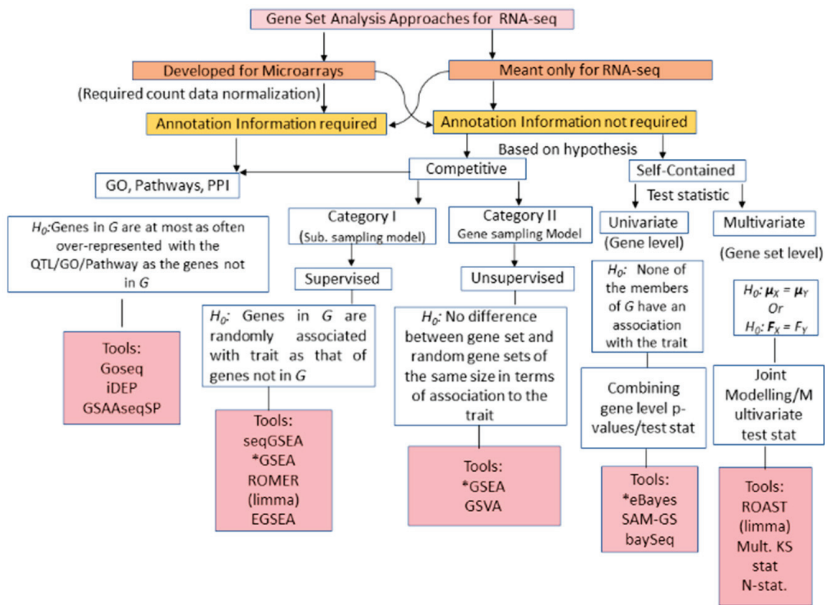 Gene Set Analysis Approaches for RNA-seq
Developed for Microarrays
Meant only for RNA-seq
(Required count data normalization)
Annotation Information required
Annotation Information not required
Based on hypothesis
GO, Pathways, PPI
Competitive
Self-Contained
Test statistic
H0:Genes in G are at most as often
over-represented with the
QTL/GO/Pathway as the genes not
in G
Tools:
Goseq
iDEP
GSAAseqSP
Category I
(Sub. sampling model)
Supervised
H0: Genes in G are
randomly associated
with trait as that of
genes not in G
Tools:
seqGSEA
*GSEA
ROMER
(limma)
EGSEA
Category II
Gene sampling Model)
Unsupervised
H0: No difference
between gene set and
random gene sets of
the same size in terms
of association to the
trait
Tools:
*GSEA
GSVA
Univariate
(Gene level)
H0: None of
the members
of G have an
association
with the trait
Combining
gene level p-
values/test stat
Tools:
*eBayes
SAM-GS
baySeq
Multivariate
(Gene set level)
H0: μX = μY
Or
H0: FX = FY
Joint
Modelling/M
ultivariate
test stat
Tools:
ROAST
(limma)
Mult. KS
stat
N-stat.